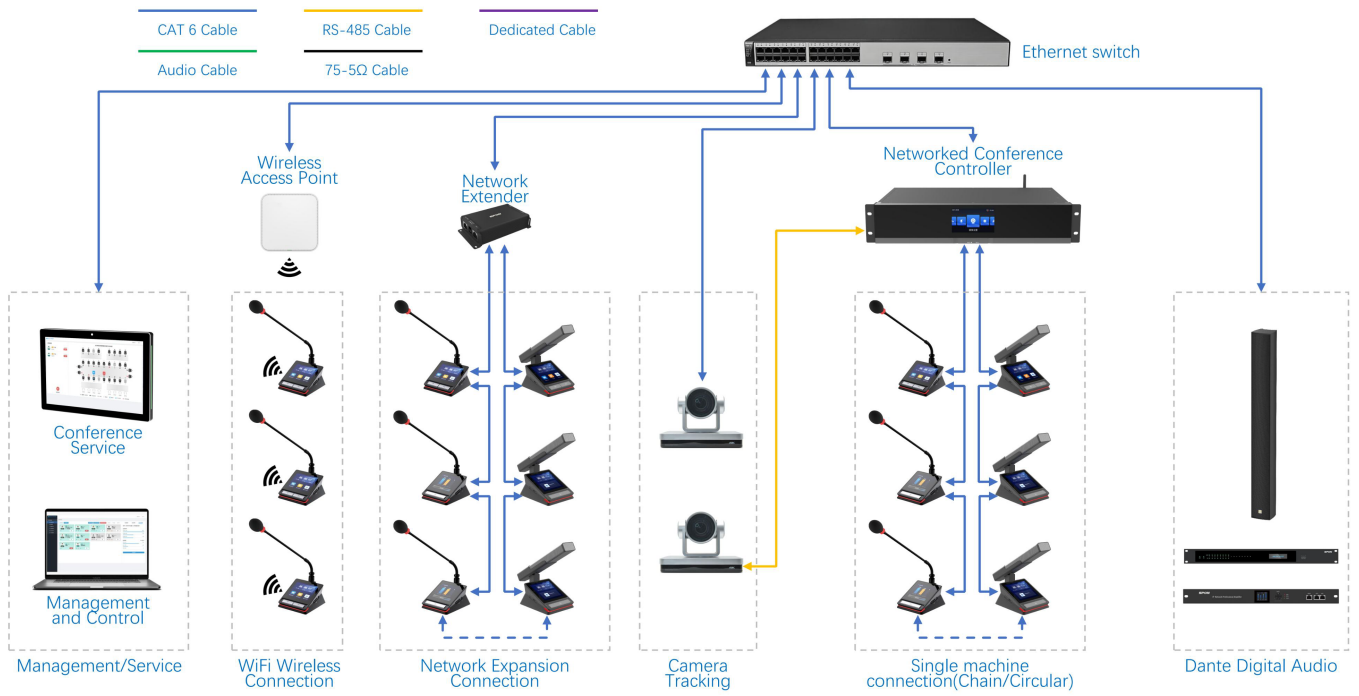 CAT 6 Cable
RS-485 Cable
Dedicated Cable
Audio Cable
75-5Ω Cable
Ethernet switch
Wireless
Access Point
Network
Extender
Networked Conference
Controller
Conference
Service
Management
and Control
Management/Service
WiFi Wireless
Connection
Network Expansion
Connection
Camera
Tracking
Single machine
connection(Chain/Circular)
Dante Digital Audio